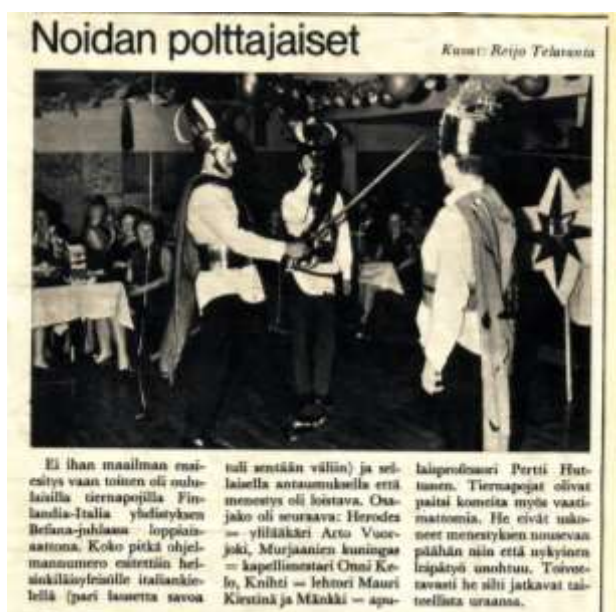 Noidan polttajaiset
Kuvat: Reijo Telaranta
Ei ihan maailman ensi-
esitys vaan toinen oli oulu-
laisilla tiernapojilla Fin-
landia-Italia yhdistyksen
Befana-juhlassa loppiais-
aattona. Koko pitkä ohjel-
mannumero esitettiin hel-
sinkiläisyleisölle italiankie-
lellä (pari lausetta savoa
tuli sentään väliin) ja sel-
laisella antaumuksella että
menestys oli loistava. Osa-
jako oli seuraava: Herodes
= ylilääkäri Arto Vuor-
joki, Murjaanien kuningas
= kapellimestari Onni Ke-
lo, Knihti = lehtori Mauri
Kirstinä ja Mänkki = apu-
laisprofessori Pertti Hut-
tunen. Tiernapojat olivat
paitsi komeita myös vaati-
mattomia. He eivät usko-
neet menestyksen nousevan
päähän niin että nykyinen
leipätyö unohtuu. Toivot-
tavasti he silti jatkavat tai-
teellista uraansa.